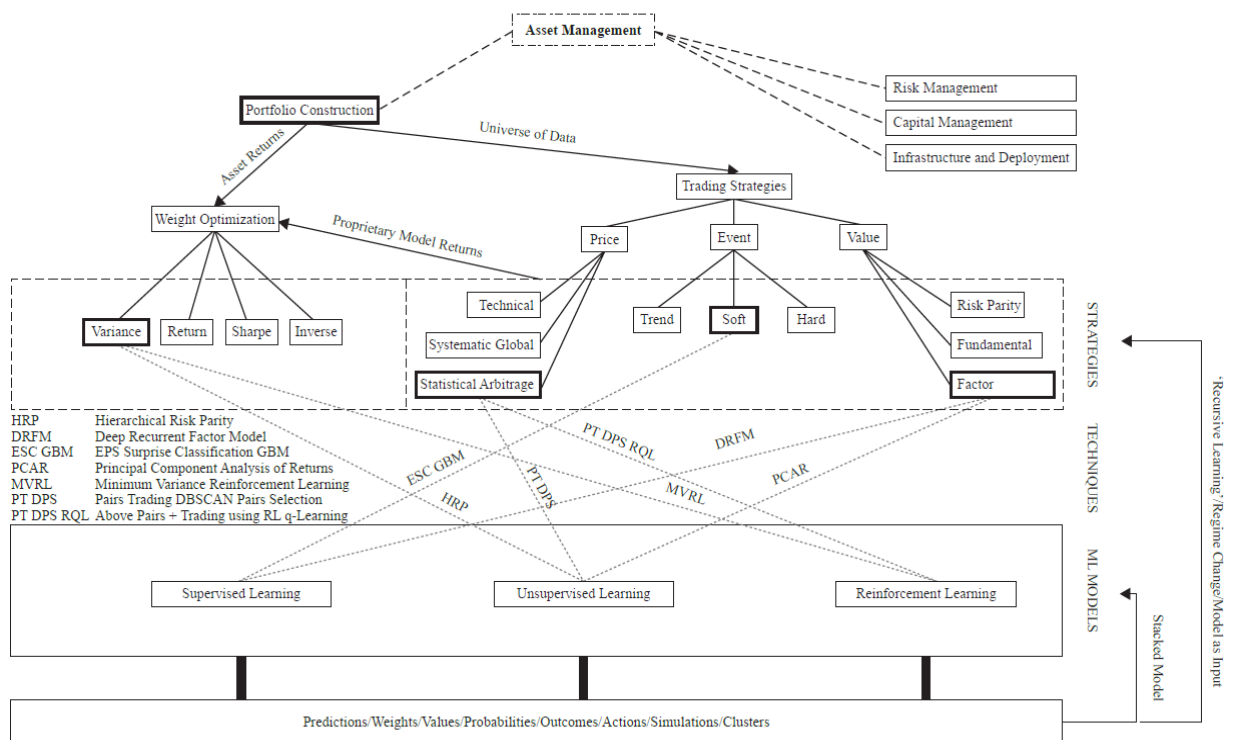 Asset Management
Risk Management
Portfolio Construction
Capital Management
Universe of Data
Infrastructure and Deployment
Asset Returns
Trading Strategies
Weight Optimization
Proprietary Model Returns
Price
Event
Value
Technical
Risk Parity
Variance
Return
Sharpe
Inverse
Trend
Soft
Hard
Systematic Global
Fundamental
Statistical Arbitrage
Factor
STRATEGIES
HRP Hierarchical Risk Parity
DRFM Deep Recurrent Factor Model
ESC GBM EPS Surprise Classification GBM
PCAR Principal Component Analysis of Returns
MVRL Minimum Variance Reinforcement Learning
PT DPS Pairs Trading DBSCAN Pairs Selection
PT DPS RQL Above Pairs + Trading using RL q-Learning
ESC GBM
HRP
PT DPS
PT DPS RQL
MVRL
DRFM
PCAR
TECHNIQUES
Supervised Learning
Unsupervised Learning
Reinforcement Learning
ML MODELS
Stacked Model
'Recursive Learning'/Regime Change/Model as Input
Predictions/Weights/Values/Probabilities/Outcomes/Actions/Simulations/Clusters